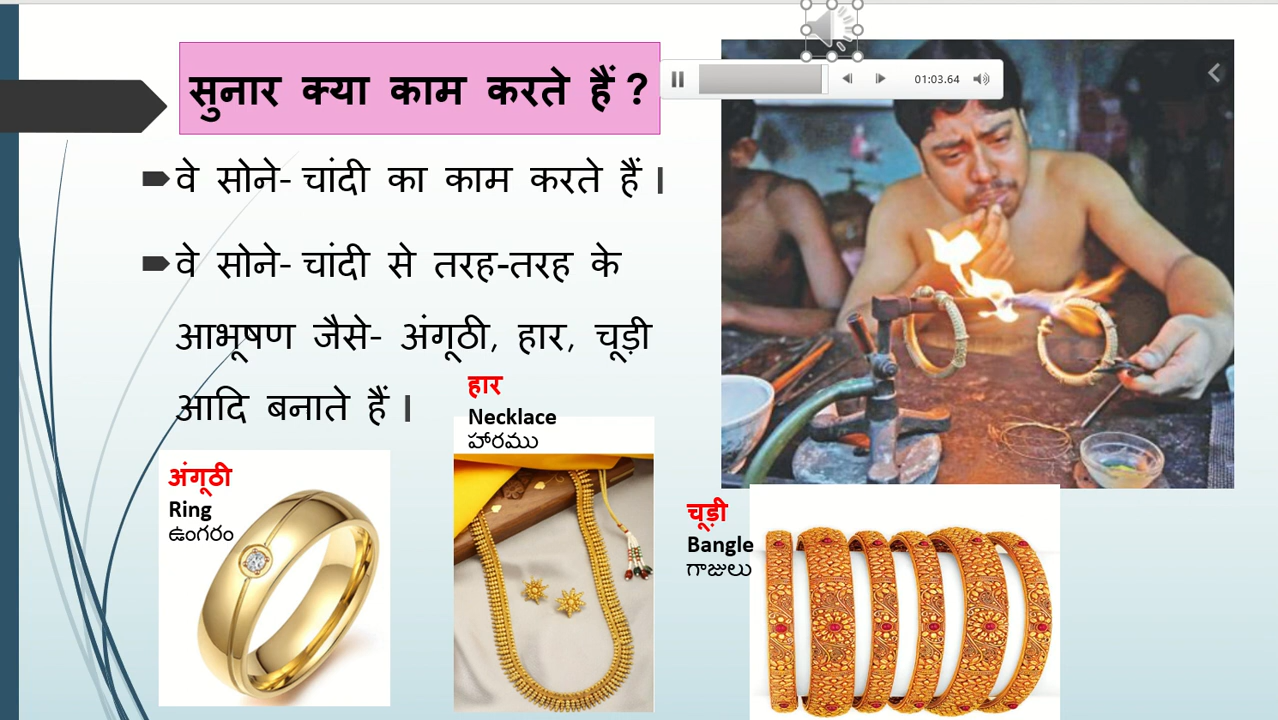 सुनार क्या काम करते हैं ?
01:03.64
वे सोने- चांदी का काम करते हैं ।
वे सोने- चांदी से तरह-तरह के
आभूषण जैसे- अंगूठी, हार, चूड़ी
आदि बनाते हैं ।
हार
Necklace
హారము
अंगूठी
Ring
ఉంగరం
चूड़ी
Bangle
గాజులు